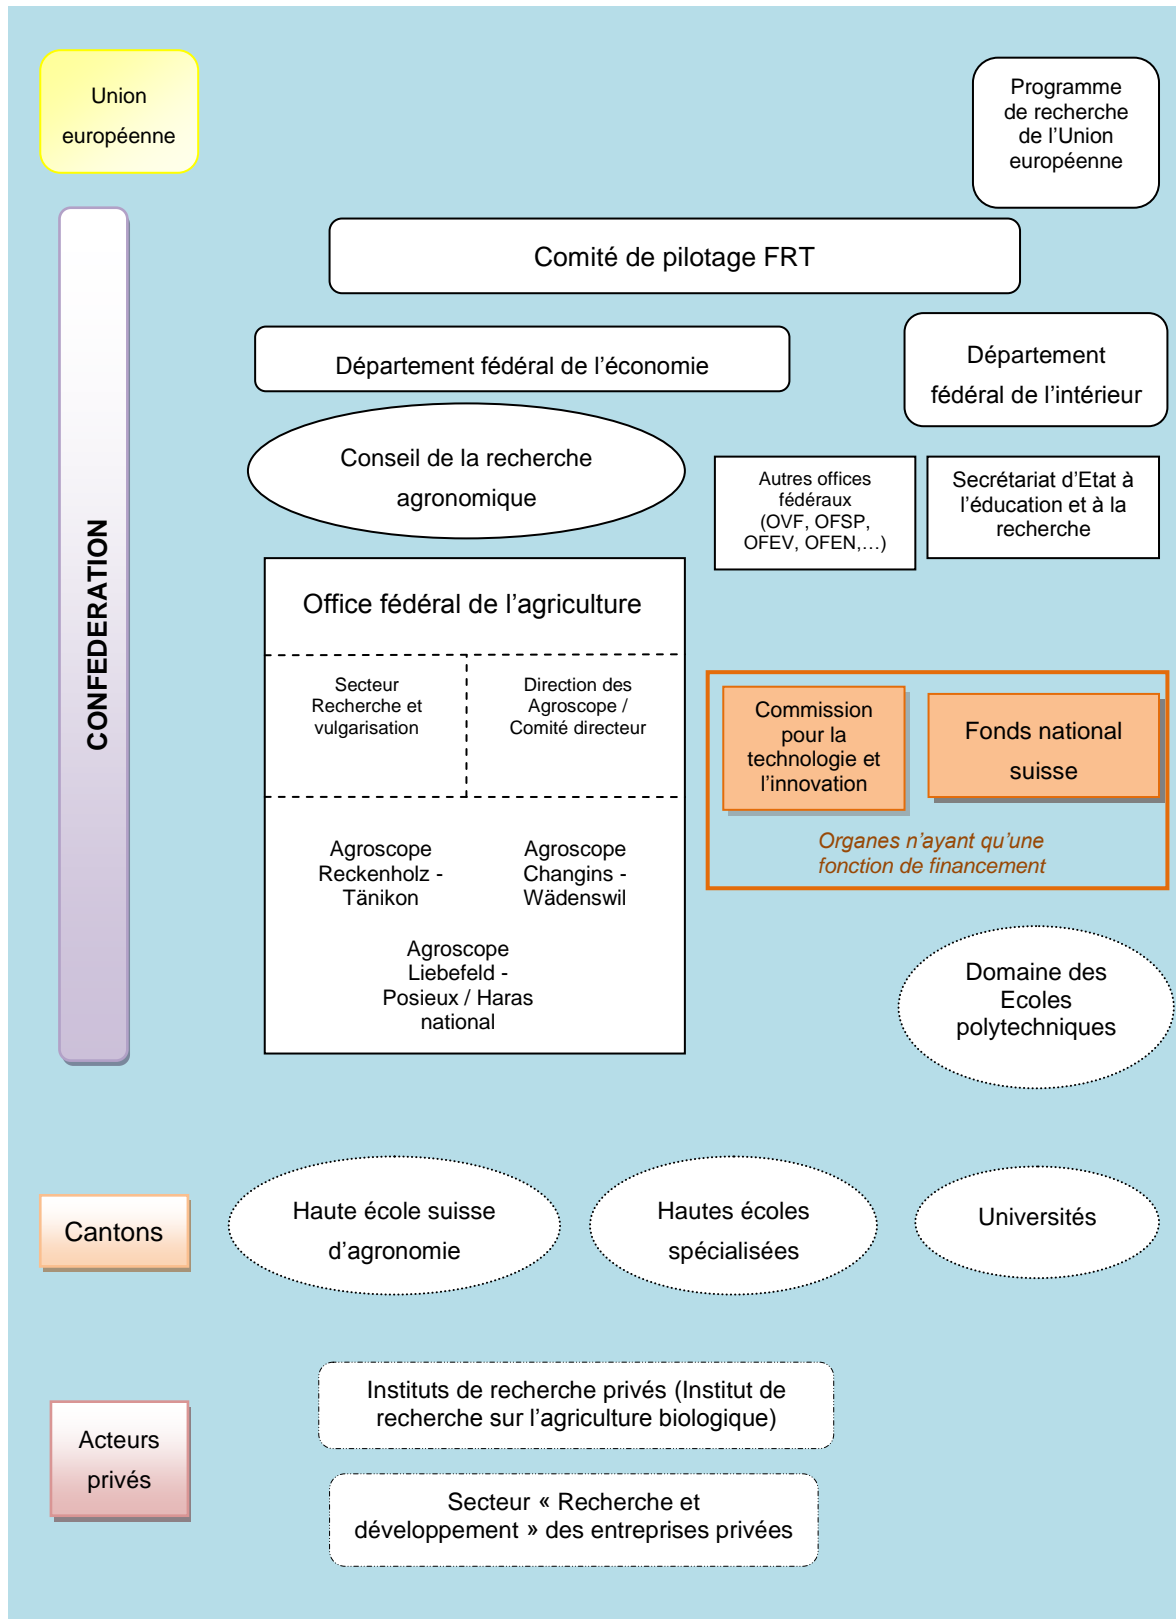 Union
européenne
Programme
de recherche
de l’Union
européenne
Comité de pilotage FRT
CONFEDERATION
Département fédéral de l’économie
Département
fédéral de l’intérieur
Conseil de la recherche
agronomique
Autres offices
fédéraux
(OVF, OFSP,
OFEV, OFEN,…)
Secrétariat d’Etat à
l’éducation et à la
recherche
Office fédéral de l’agriculture
Secteur
Recherche et
vulgarisation
Direction des
Agroscope /
Comité directeur
Commission
pour la
technologie et
l’innovation
Fonds national
suisse
Organes n’ayant qu’une
fonction de financement
Agroscope
Reckenholz -
Tänikon
Agroscope
Changins -
Wädenswil
Agroscope
Liebefeld -
Posieux / Haras
national
Domaine des
Ecoles
polytechniques
Cantons
Haute école suisse
d’agronomie
Hautes écoles
spécialisées
Universités
Acteurs
privés
Instituts de recherche privés (Institut de
recherche sur l’agriculture biologique)
Secteur « Recherche et
développement » des entreprises privées